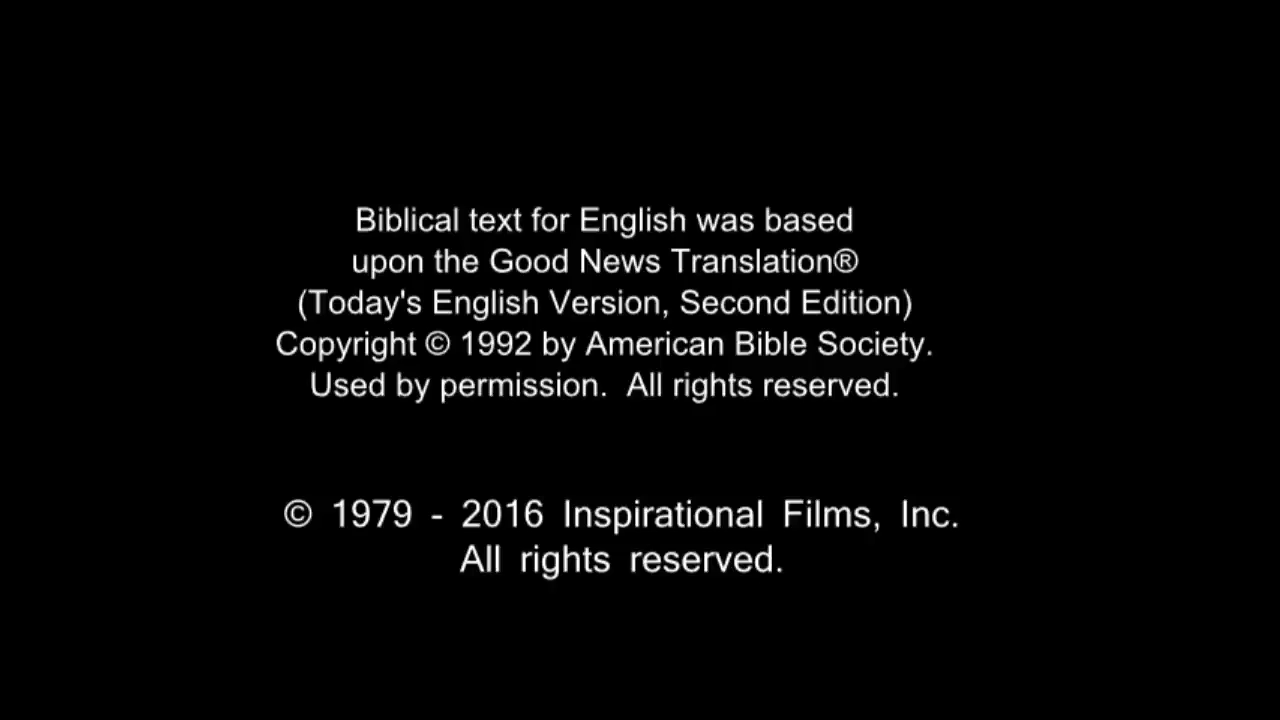 Biblical text for English was based
upon the Good News Translation®
(Today's English Version, Second Edition)
Copyright © 1992 by American Bible Society.
Used by permission.  All rights reserved.
© 1979 - 2016 Inspirational Films, Inc.
All rights reserved.